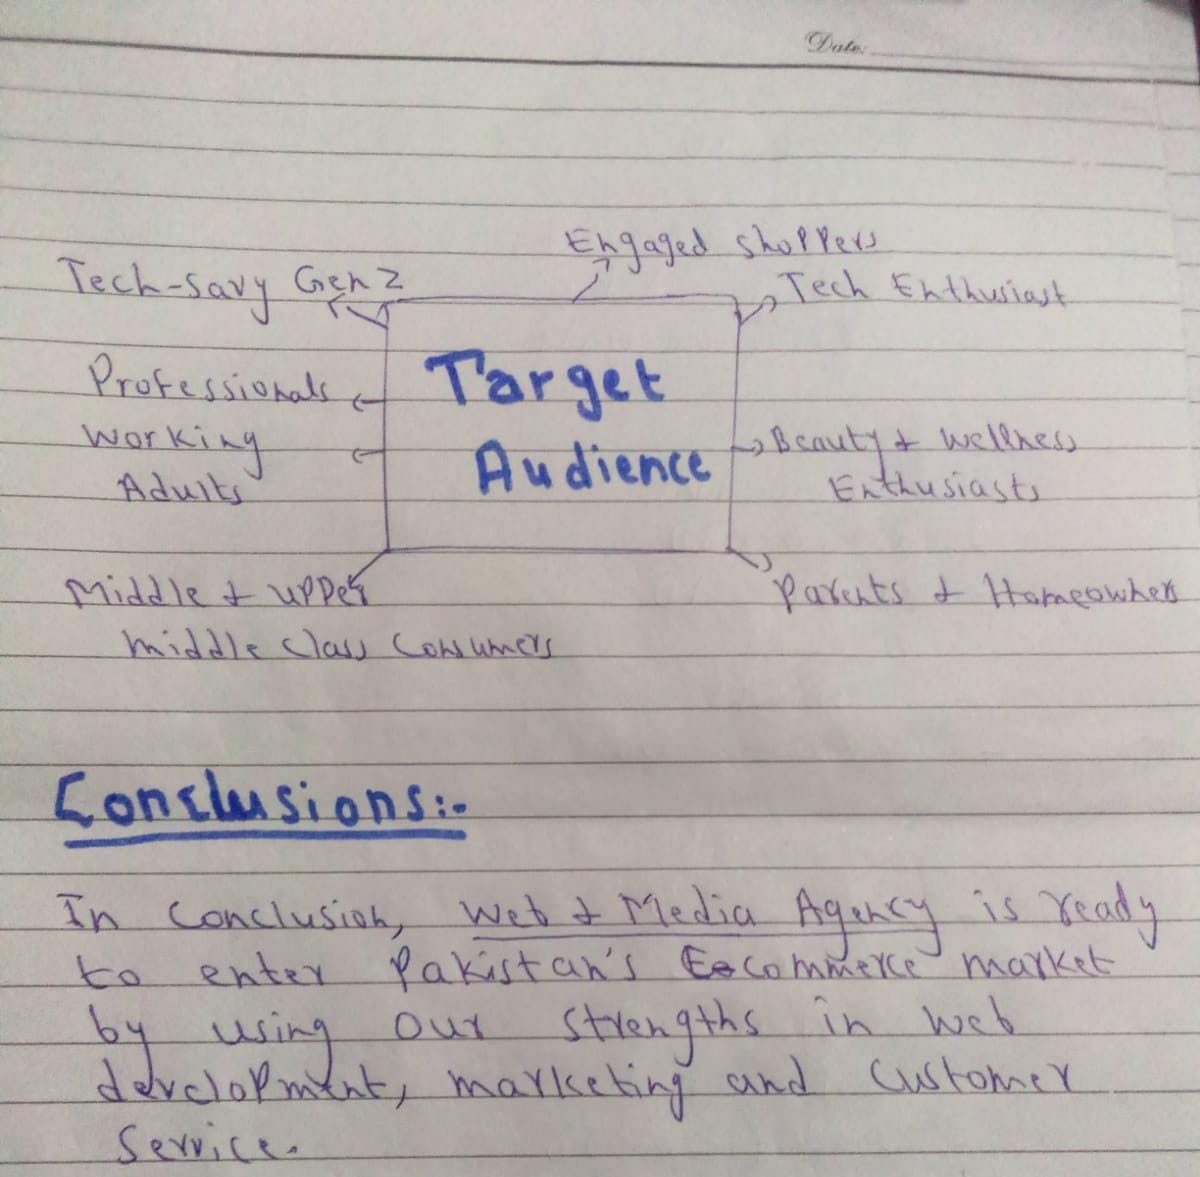 Date:
Engaged shoppers
Tech-savy Gen Z
Tech Enthusiast
Professionals
Target
Working
Adults
Audience
Beauty & wellness
Enthusiasts
Middle & upper
middle class Consumers
Parents & Homeowners
Conclusions:-
In Conclusion, Web & Media Agency is ready
to enter Pakistan's Ecommerce market
by using our strengths in web
development, marketing and customer
Service.